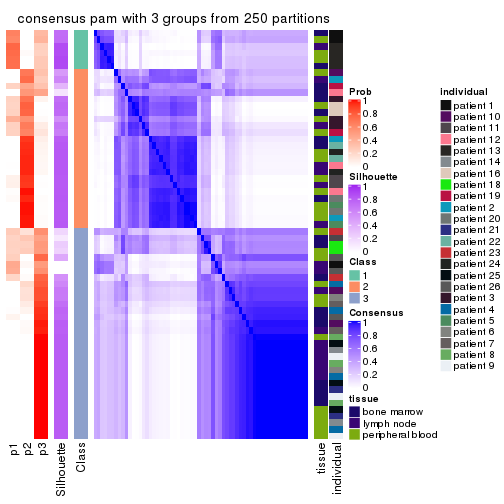 consensus pam with 3 groups from 250 partitions
Prob
1
0.8
0.6
0.4
0.2
0
Silhouette
1
0.8
0.6
0.4
0.2
0
Class
1
2
3
Consensus
1
0.8
0.6
0.4
0.2
0
tissue
bone marrow
lymph node
peripheral blood
individual
patient 1
patient 10
patient 11
patient 12
patient 13
patient 14
patient 16
patient 18
patient 19
patient 2
patient 20
patient 21
patient 22
patient 23
patient 24
patient 25
patient 26
patient 3
patient 4
patient 5
patient 6
patient 7
patient 8
patient 9
p1
p2
p3
Silhouette
Class
tissue
individual